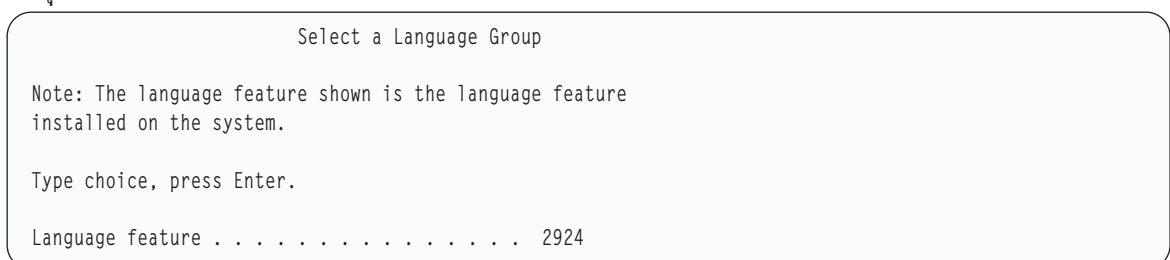 Select a Language Group
Note: The language feature shown is the language feature
installed on the system.
Type choice, press Enter.
Language feature . . . . . . . . . . . . . . . 2924